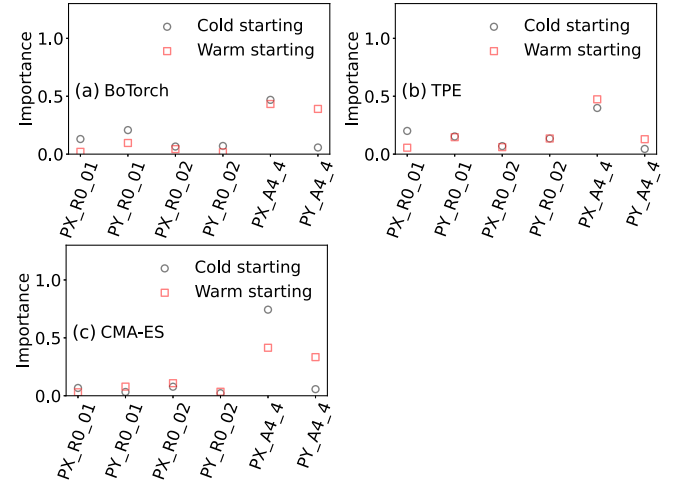 Importance
1.0
0.5
0.0
Cold starting
Warm starting
(a) BoTorch
PX_R0_01
PY_R0_01
PX_R0_02
PY_R0_02
PX_A4_4
PY_A4_4
Importance
1.0
0.5
0.0
Cold starting
Warm starting
(b) TPE
PX_R0_01
PY_R0_01
PX_R0_02
PY_R0_02
PX_A4_4
PY_A4_4
Importance
1.0
0.5
0.0
Cold starting
Warm starting
(c) CMA-ES
PX_R0_01
PY_R0_01
PX_R0_02
PY_R0_02
PX_A4_4
PY_A4_4